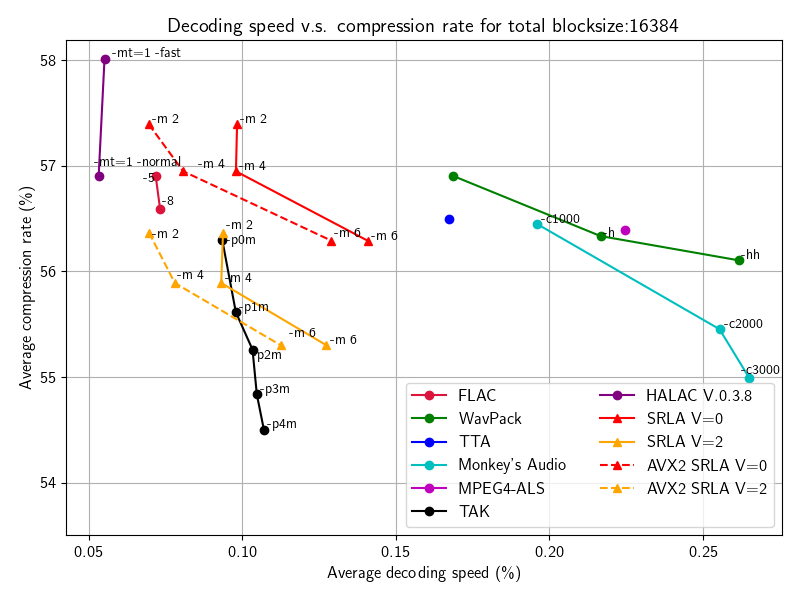 Decoding speed v.s. compression rate for total blocksize:16384
Average compression rate (%)
58
57
56
55
54
-mt=1 -fast
-m 2
-m 2
-mt=1 -normal
-m 4
-m 4
-5
-8
-m 2
-m 2
-p0m
-m 6
-m 6
-c1000
-h
-hh
-m 4
-m 4
-p1m
-m 6
-m 6
-p2m
-c2000
-p3m
-c3000
-p4m
FLAC
WavPack
TTA
Monkey's Audio
MPEG4-ALS
TAK
HALAC V.0.3.8
SRLA V=0
SRLA V=2
AVX2 SRLA V=0
AVX2 SRLA V=2
0.05
0.10
0.15
0.20
0.25
Average decoding speed (%)